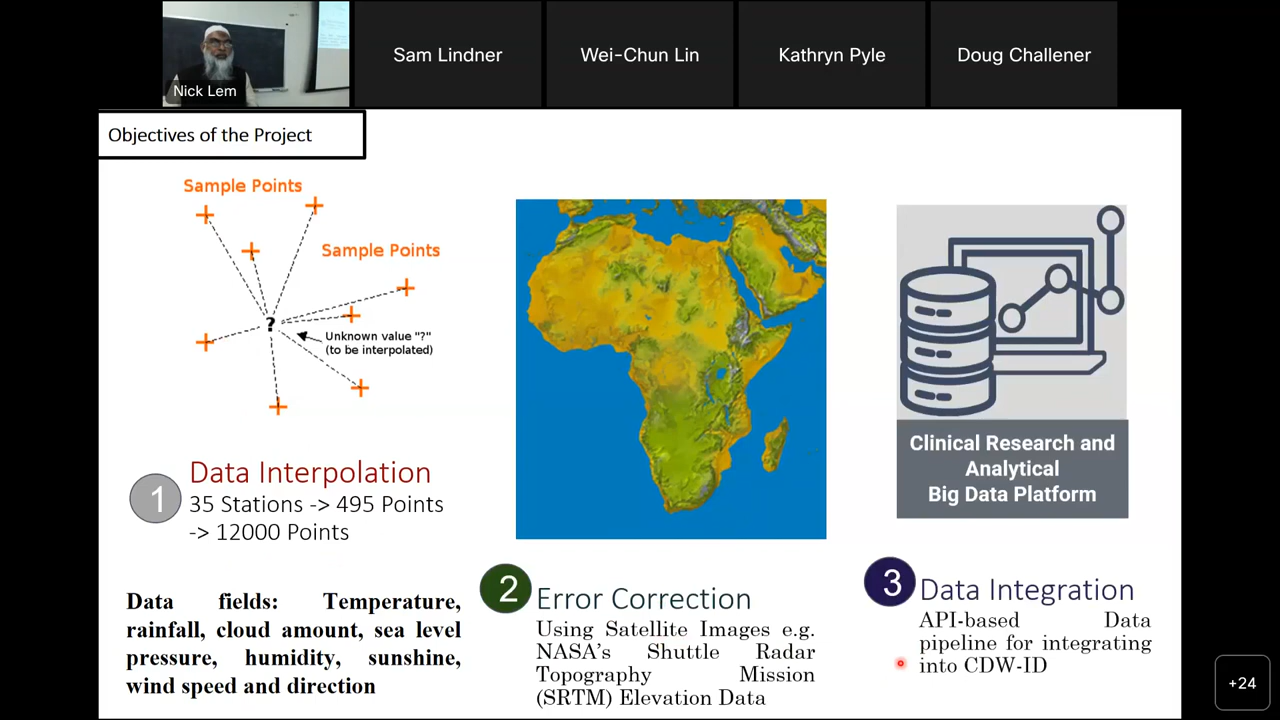 Nick Lem
Sam Lindner
Wei-Chun Lin
Kathryn Pyle
Doug Challener
Objectives of the Project
Sample Points
Sample Points
?
Unknown value "?"
(to be interpolated)
1
Data Interpolation
35 Stations -> 495 Points
-> 12000 Points
Data fields: Temperature,
rainfall, cloud amount, sea level
pressure, humidity, sunshine,
wind speed and direction
2
Error Correction
Using Satellite Images e.g.
NASA's Shuttle Radar
Topography Mission
(SRTM) Elevation Data
Clinical Research and
Analytical
Big Data Platform
3
Data Integration
API-based Data
pipeline for integrating
into CDW-ID
+24